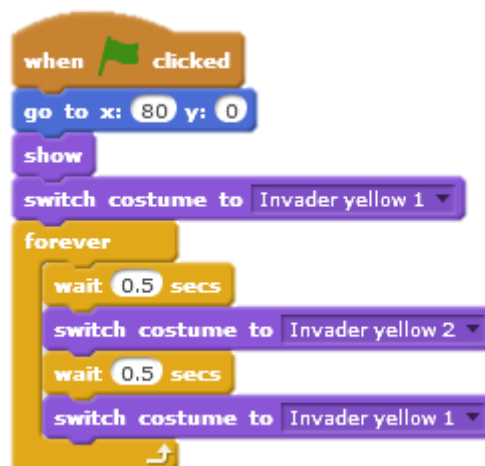 when clicked
go to x: 80 y: 0
show
switch costume to Invader yellow 1
forever
wait 0.5 secs
switch costume to Invader yellow 2
wait 0.5 secs
switch costume to Invader yellow 1